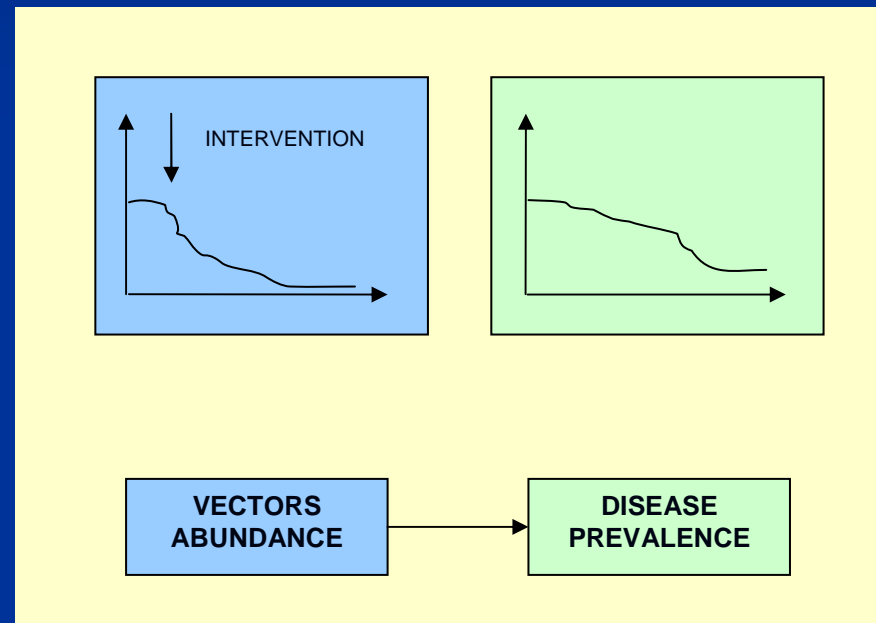 INTERVENTION
VECTORS
ABUNDANCE
DISEASE
PREVALENCE